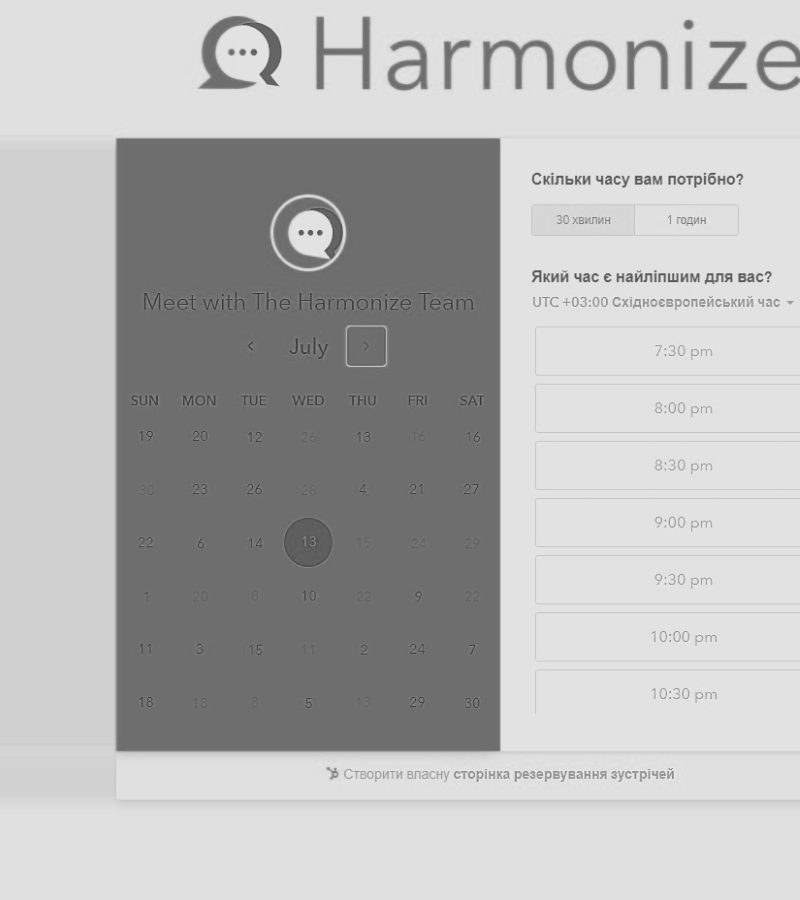 Harmonize
Meet with The Harmonize Team
July
SUN MON TUE WED THU FRI SAT
19 20 12 26 13 16 16
30 23 26 28 4 21 27
22 6 14 13 15 24 29
1 20 8 10 22 9 22
11 3 15 11 2 24 7
18 18 8 5 13 29 30
Скільки часу вам потрібно?
30 хвилин 1 годин
Який час є найліпшим для вас?
UTC +03:00 Східноєвропейський час
7:30 pm
8:00 pm
8:30 pm
9:00 pm
9:30 pm
10:00 pm
10:30 pm
Створити власну сторінка резервування зустрічей